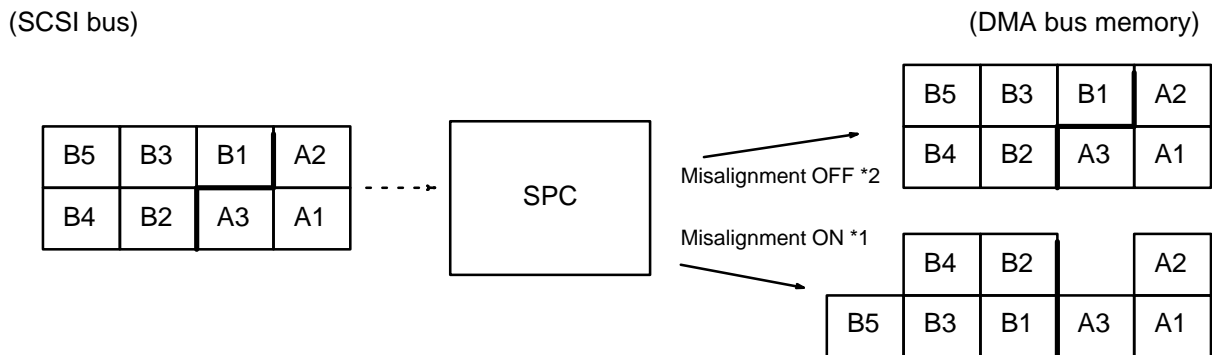 (SCSI bus) (DMA bus memory)
B5 B3 B1 A2
B4 B2 A3 A1
SPC
Misalignment OFF *2
B5 B3 B1 A2
B4 B2 A3 A1
Misalignment ON *1
B4 B2 A2
B5 B3 B1 A3 A1